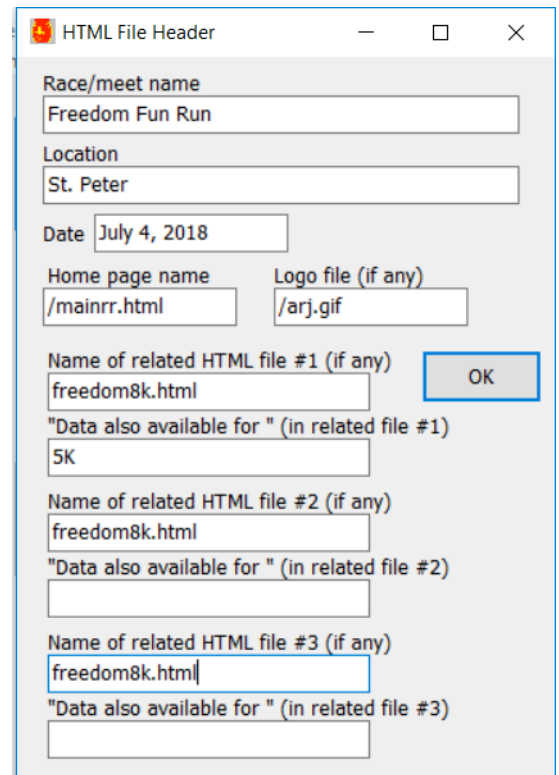 HTML File Header
Race/meet name
Freedom Fun Run
Location
St. Peter
Date July 4, 2018
Home page name Logo file (if any)
/mainrr.html /arj.gif
Name of related HTML file #1 (if any)
OK
freedom8k.html
"Data also available for " (in related file #1)
5K
Name of related HTML file #2 (if any)
freedom8k.html
"Data also available for " (in related file #2)
Name of related HTML file #3 (if any)
freedom8k.html
"Data also available for " (in related file #3)